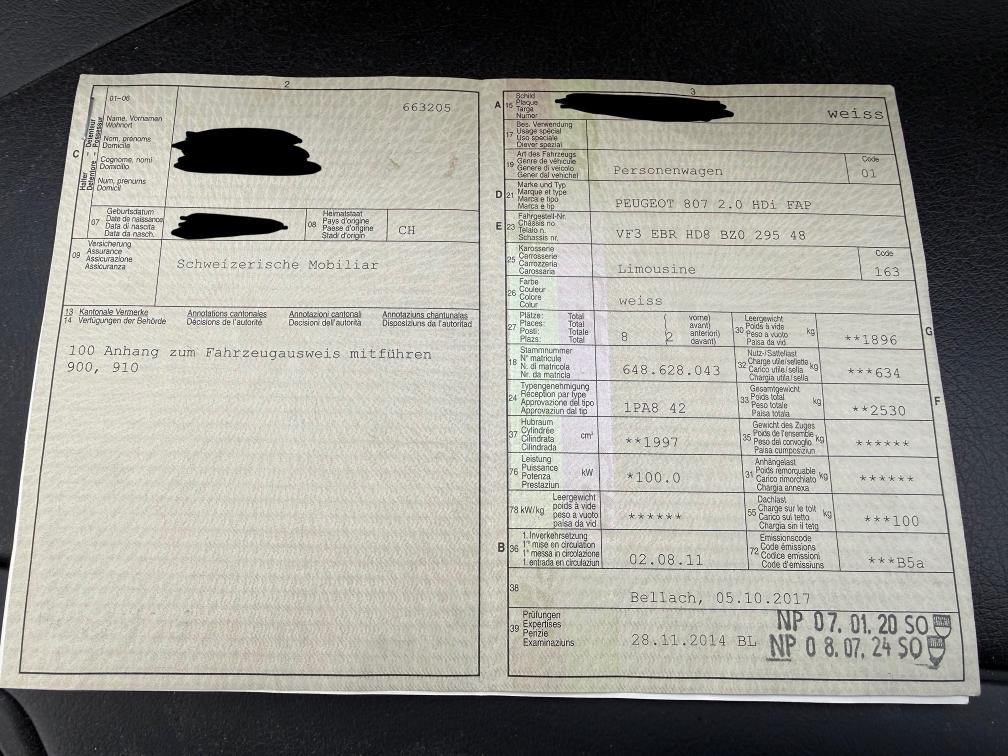 2
C
Halter - Détenteur
Detentore - Possessur
01-06
663205
Name, Vornamen
Wohnort
Nom, prénoms
Domicile
Cognome, nomi
Domicilio
Num, prenums
Domicil
07
Geburtsdatum
Date de naissance
Data di nascita
Data da nasch.
08
Heimatstaat
Pays d'origine
Paese d'origine
Stadi d'origin
CH
09
Versicherung
Assurance
Assicurazione
Assicuranza
Schweizerische Mobiliar
13 Kantonale Vermerke
Annotations cantonales
Annotazioni cantonali
Annotaziuns chantunales
14 Verfügungen der Behörde
Décisions de l'autorité
Decisioni dell'autorità
Disposiziuns da l'autoritad
100 Anhang zum Fahrzeugausweis mitführen
900, 910
3
A
15
Schild
Plaque
Targa
Numer
weiss
17
Bes. Verwendung
Usage spécial
Uso speciale
Diever spezial
19
Art des Fahrzeugs
Genre de véhicule
Genere di veicolo
Gener dal vehichel
Personenwagen
Code
01
D
21
Marke und Typ
Marque et type
Marca e tipo
Marca e tip
PEUGEOT 807 2.0 HDi FAP
E
23
Fahrgestell-Nr.
Châssis no
Telaio n.
Schassis nr.
VF3 EBR HD8 BZ0 295 48
25
Karosserie
Carrosserie
Carrozzeria
Carossaria
Limousine
Code
163
26
Farbe
Couleur
Colore
Colur
weiss
27
Plätze: Total
Places: Total
Posti: Totale
Plazs: Total
8
2
vorne)
avant)
anteriori)
davant)
30
Leergewicht
Poids à vide
Peso a vuoto
Paisa da vid
kg
**1896
G
18
Stammnummer
N° matricule
N. di matricola
Nr. da matricla
648.628.043
32
Nutz-/Sattellast
Charge utile/sellette
Carico utile/sella
Chargia utila/sella
kg
***634
24
Typengenehmigung
Réception par type
Approvazione del tipo
Approvaziun dal tip
1PA8 42
33
Gesamtgewicht
Poids total
Peso totale
Paisa totala
kg
**2530
F
37
Hubraum
Cylindrée
Cilindrata
Cilindrada
cm³
**1997
35
Gewicht des Zuges
Poids de l'ensemble
Peso del convoglio
Paisa cumposiziun
kg
******
76
Leistung
Puissance
Potenza
Prestaziun
kW
*100.0
31
Anhängelast
Poids remorquable
Carico rimorchiato
Chargia annexa
kg
******
78 kW/kg
Leergewicht
poids à vide
peso a vuoto
paisa da vid
******
55
Dachlast
Charge sur le toit
Carico sul tetto
Chargia sin il tetg
kg
***100
B
36
1. Inverkehrsetzung
1re mise en circulation
1a messa in circolazione
1. entrada en circulaziun
02.08.11
72
Emissionscode
Code émissions
Codice emissioni
Code d'emissiuns
***B5a
38
Bellach, 05.10.2017
39
Prüfungen
Expertises
Perizie
Examinaziuns
28.11.2014 BL
NP 07. 01. 20 SO
NP 0 8. 07. 24 SO